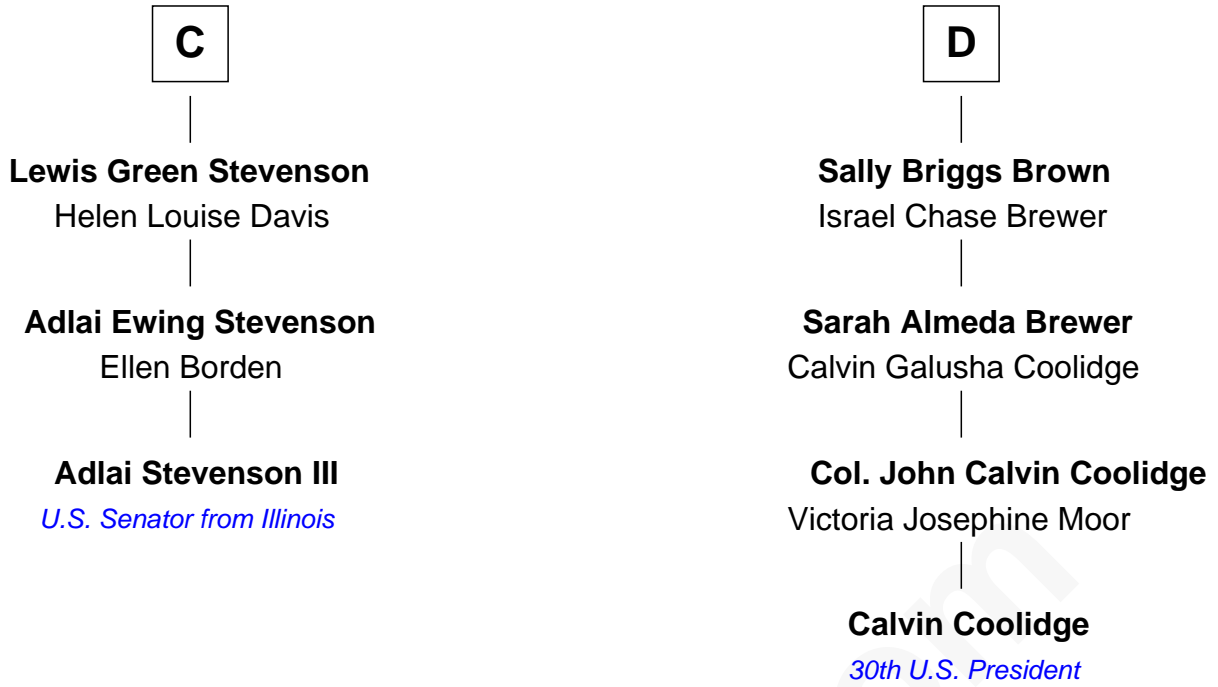 C
Lewis Green Stevenson
Helen Louise Davis
Adlai Ewing Stevenson
Ellen Borden
Adlai Stevenson III
U.S. Senator from Illinois
D
Sally Briggs Brown
Israel Chase Brewer
Sarah Almeda Brewer
Calvin Galusha Coolidge
Col. John Calvin Coolidge
Victoria Josephine Moor
Calvin Coolidge
30th U.S. President